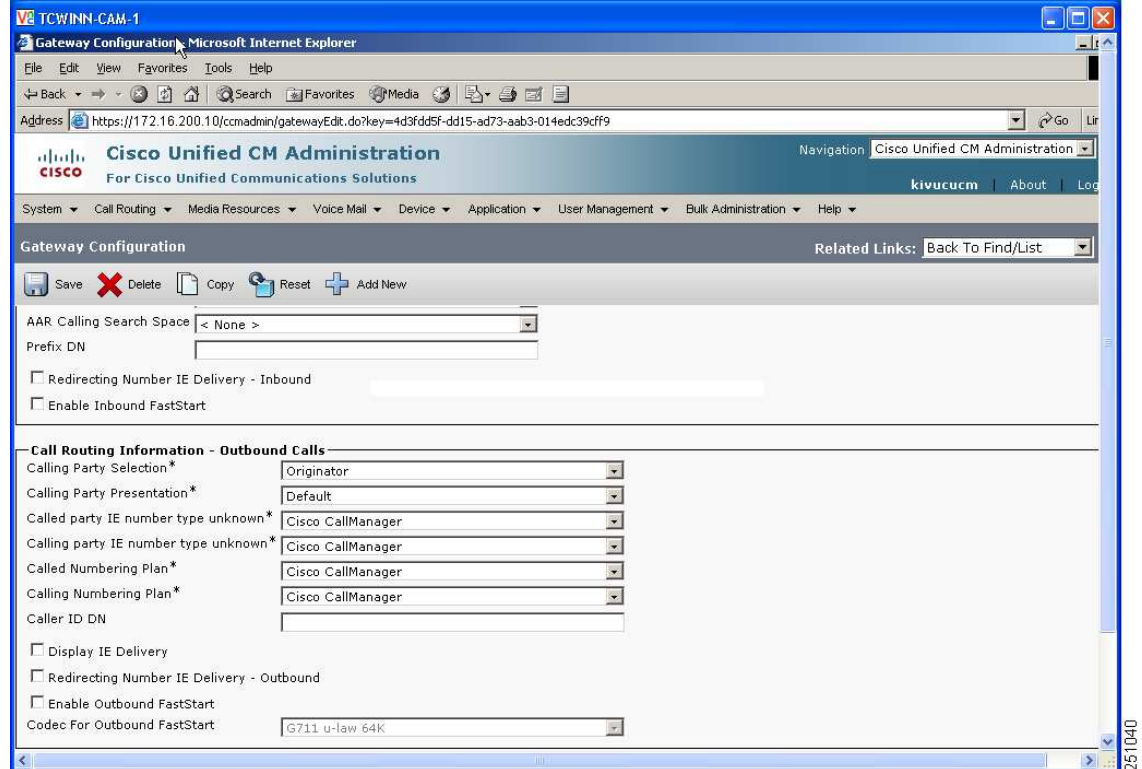 TCWINN-CAM-1
Gateway Configuration - Microsoft Internet Explorer
File Edit View Favorites Tools Help
Back Search Favorites Media
Address https://172.16.200.10/ccmadmin/gatewayEdit.do?key=4d3fdd5f-dd15-ad73-aab3-014edc39cff9 Go
Cisco Unified CM Administration
Navigation Cisco Unified CM Administration
CISCO
For Cisco Unified Communications Solutions
kivucucm About Log
System Call Routing Media Resources Voice Mail Device Application User Management Bulk Administration Help
Gateway Configuration Related Links: Back To Find/List
Save Delete Copy Reset Add New
AAR Calling Search Space < None >
Prefix DN
Redirecting Number IE Delivery - Inbound
Enable Inbound FastStart
Call Routing Information - Outbound Calls
Calling Party Selection* Originator
Calling Party Presentation* Default
Called party IE number type unknown* Cisco CallManager
Calling party IE number type unknown* Cisco CallManager
Called Numbering Plan* Cisco CallManager
Calling Numbering Plan* Cisco CallManager
Caller ID DN
Display IE Delivery
Redirecting Number IE Delivery - Outbound
Enable Outbound FastStart
Codec For Outbound FastStart G711 u-law 64K
251040